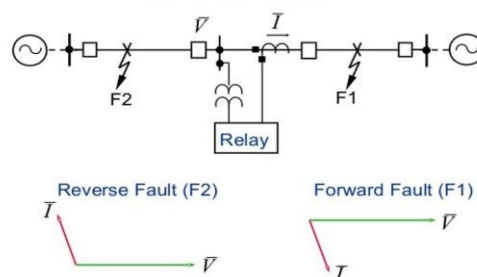 V I
F2 F1
Relay
Reverse Fault (F2) Forward Fault (F1)
I V
V
I